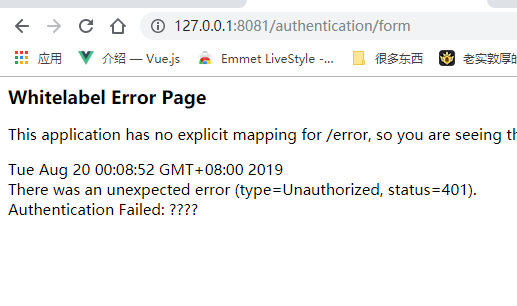 127.0.0.1:8081/authentication/form
应用 介绍 — Vue.js Emmet LiveStyle -... 很多东西 老实敦厚的
Whitelabel Error Page
This application has no explicit mapping for /error, so you are seeing th
Tue Aug 20 00:08:52 GMT+08:00 2019
There was an unexpected error (type=Unauthorized, status=401).
Authentication Failed: ????